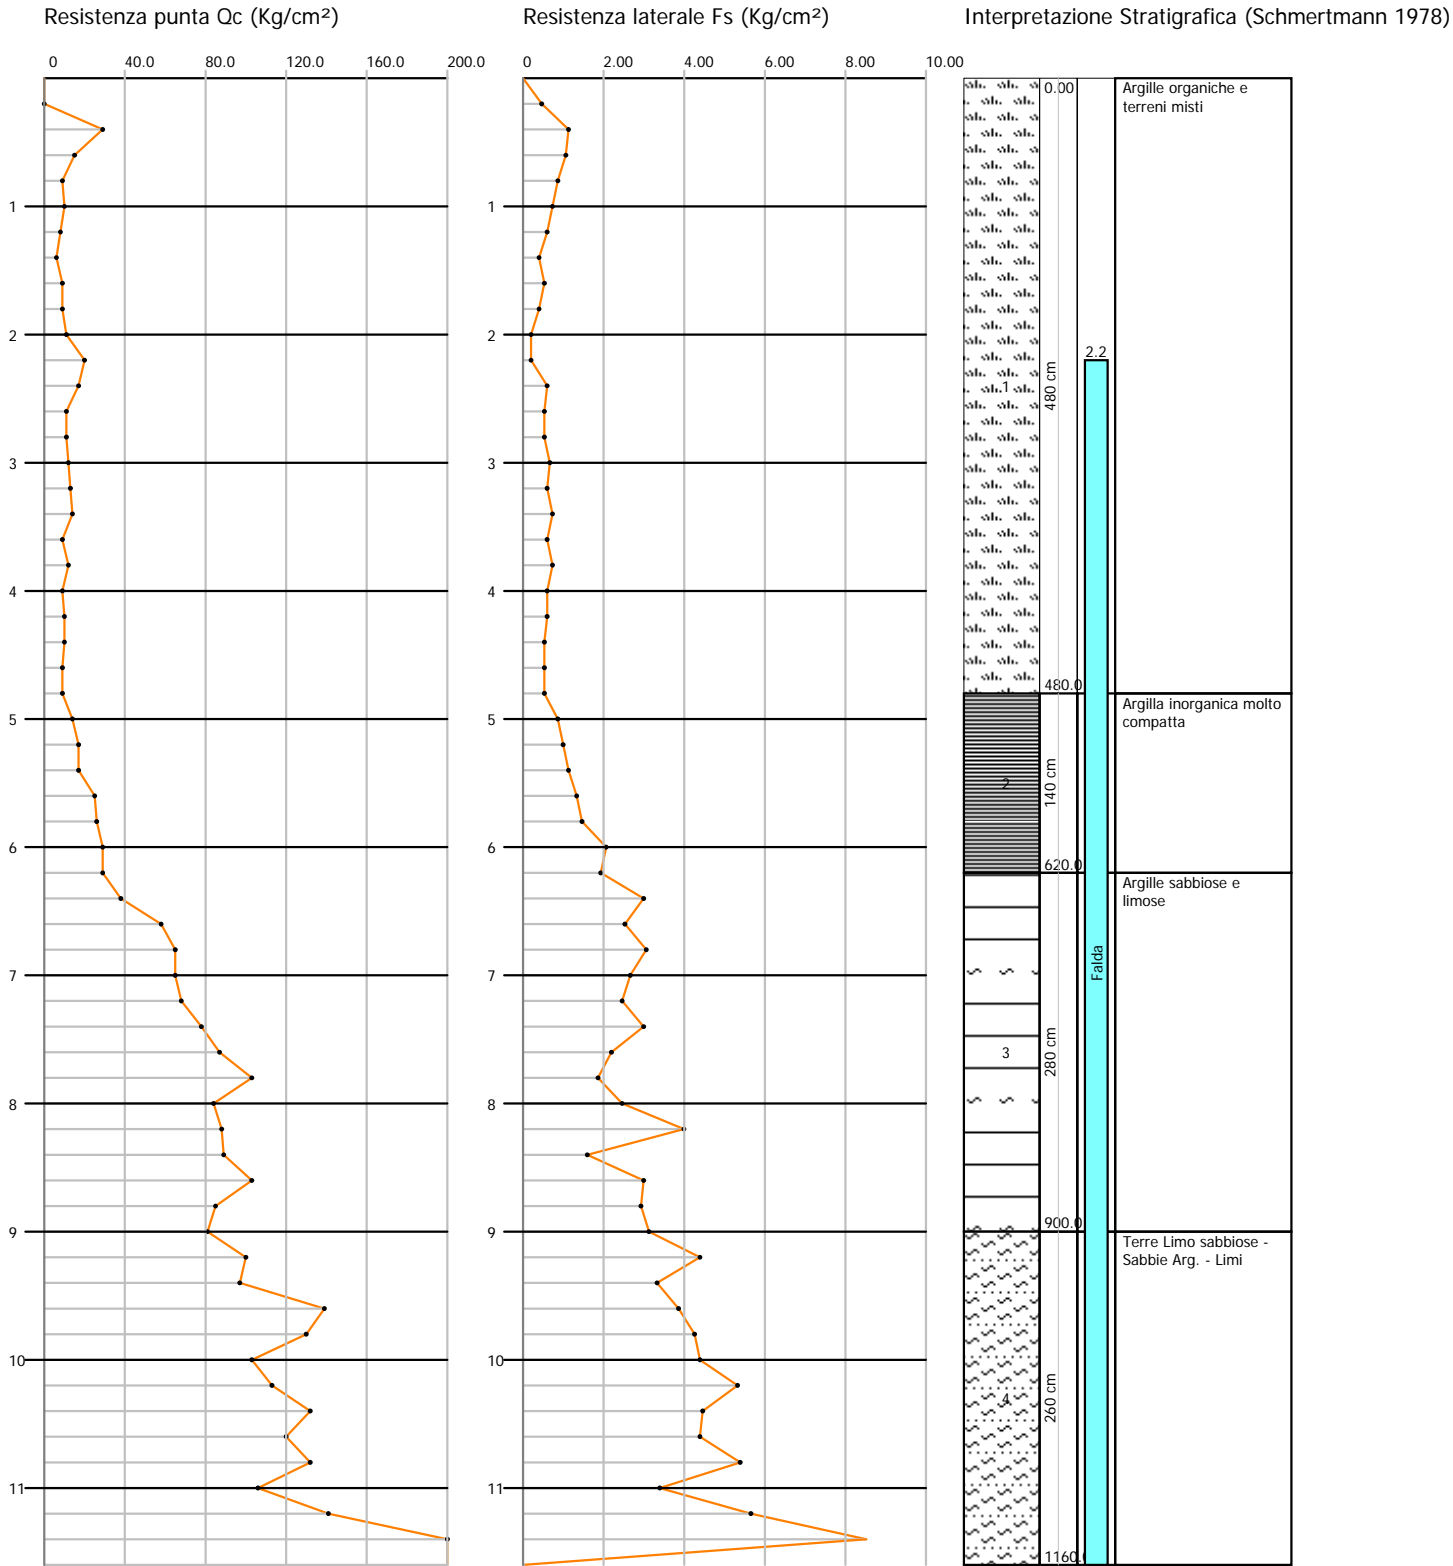 Resistenza punta Qc (Kg/cm²)
Resistenza laterale Fs (Kg/cm²)
Interpretazione Stratigrafica (Schmertmann 1978)
0 40.0 80.0 120.0 160.0 200.0
0 2.00 4.00 6.00 8.00 10.00
1
2
3
4
5
6
7
8
9
10
11
1
2
3
4
5
6
7
8
9
10
11
0.00
Argille organiche e
terreni misti
2.2
1
480 cm
480.0
Argilla inorganica molto
compatta
2
140 cm
620.0
Argille sabbiose e
limose
Falda
3
280 cm
900.0
Terre Limo sabbiose -
Sabbie Arg. - Limi
4
260 cm
1160.0